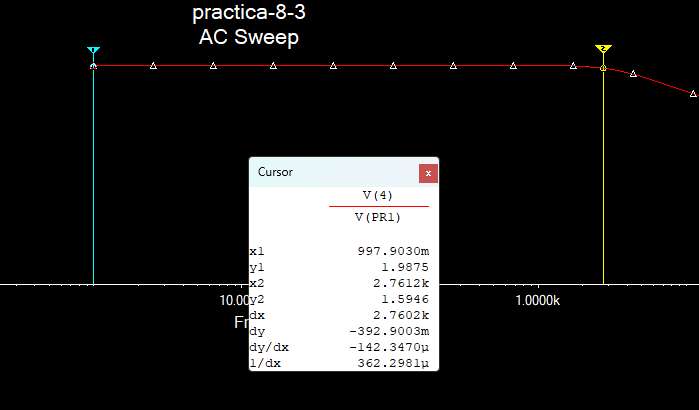 practica-8-3
AC Sweep
1
2
Cursor
x
V(4)
V(PR1)
x1 997.9030m
y1 1.9875
x2 2.7612k
y2 1.5946
dx 2.7602k
dy -392.9003m
dy/dx -142.3470µ
1/dx 362.2981µ
10.00
1.0000k
Fr